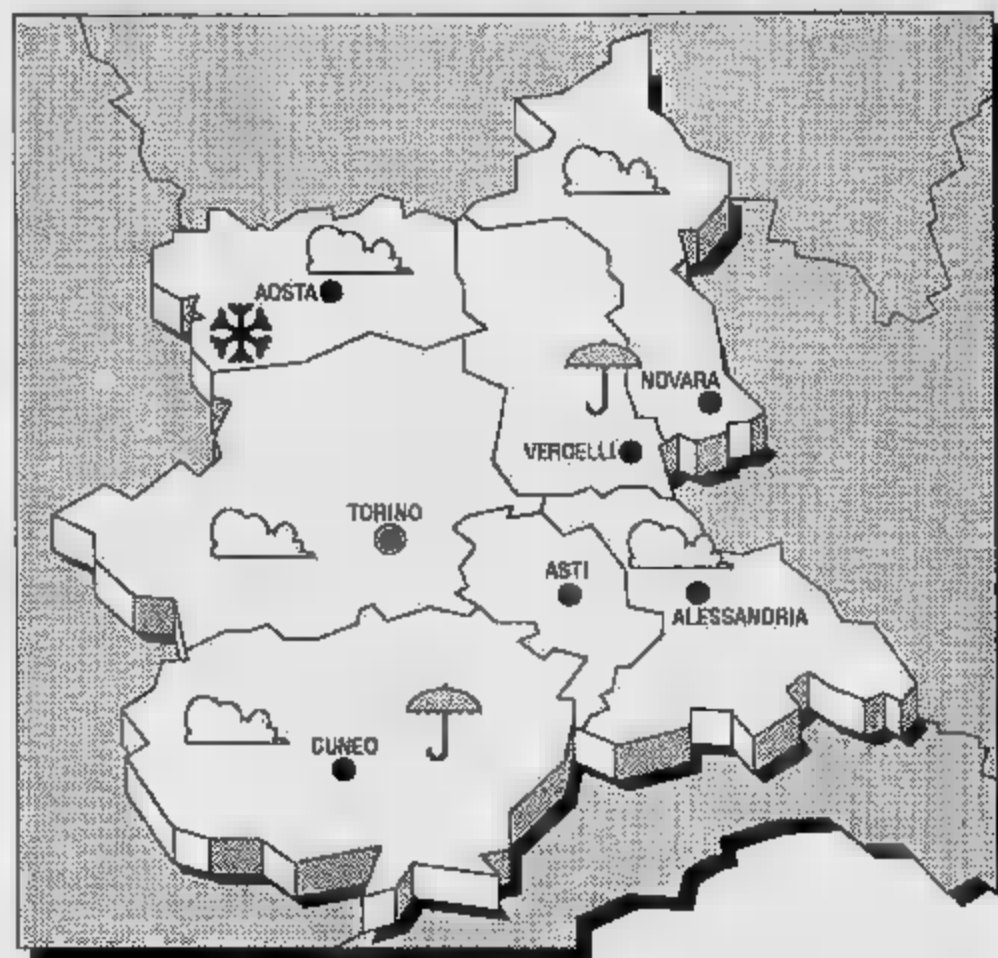 AOSTA
NOVARA
VERCELLI
TORINO
ASTI
ALESSANDRIA
CUNEO